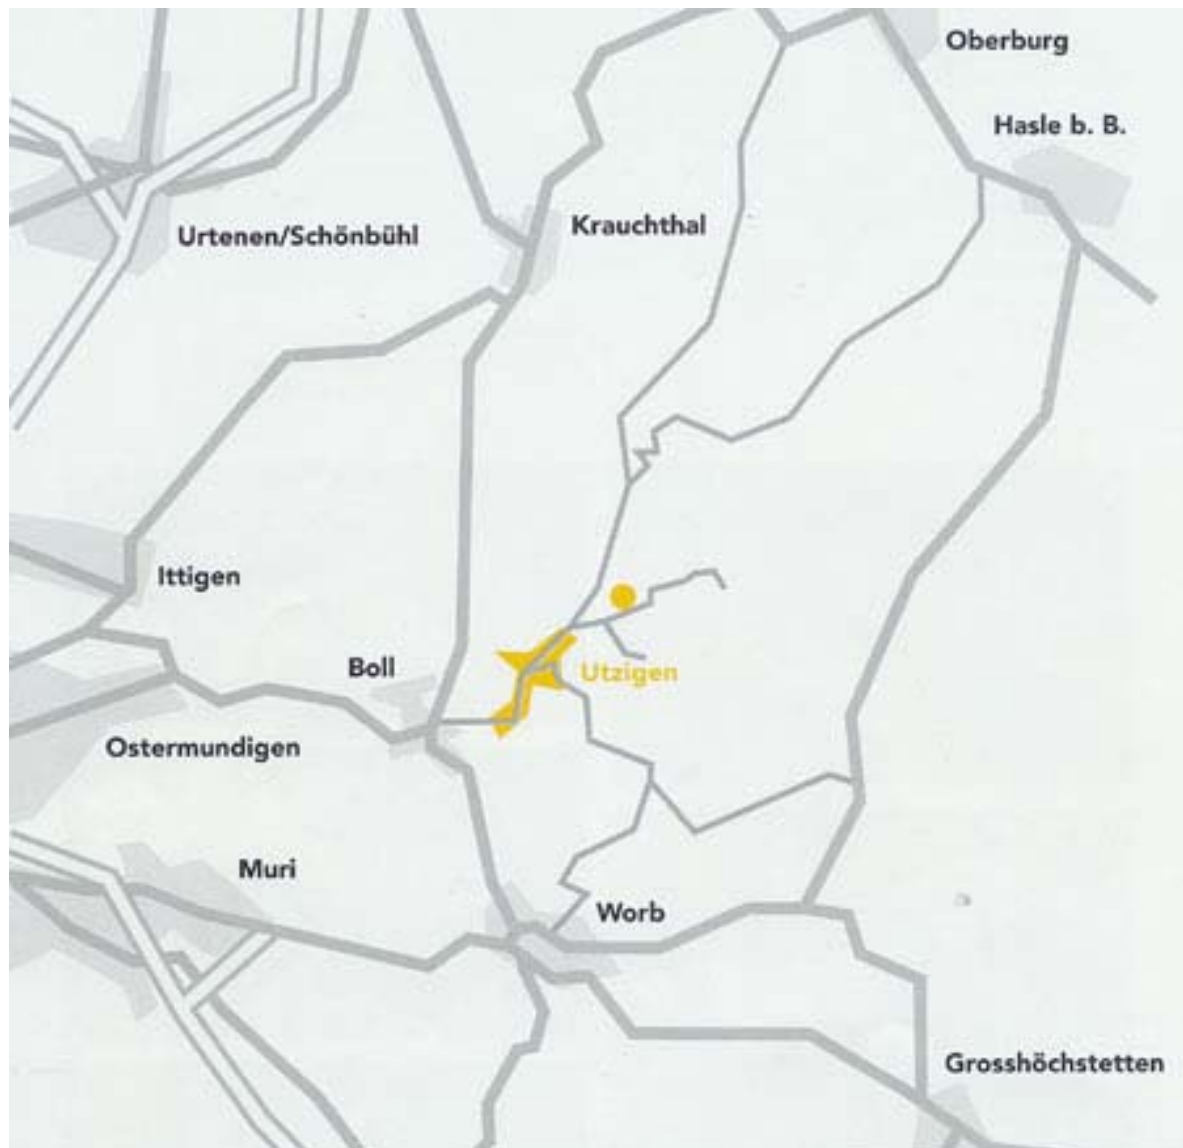 Oberburg
Hasle b. B.
Krauchthal
Urtenen/Schönbühl
Ittigen
Boll
Utzigen
Ostermundigen
Muri
Worb
Grosshöchstetten